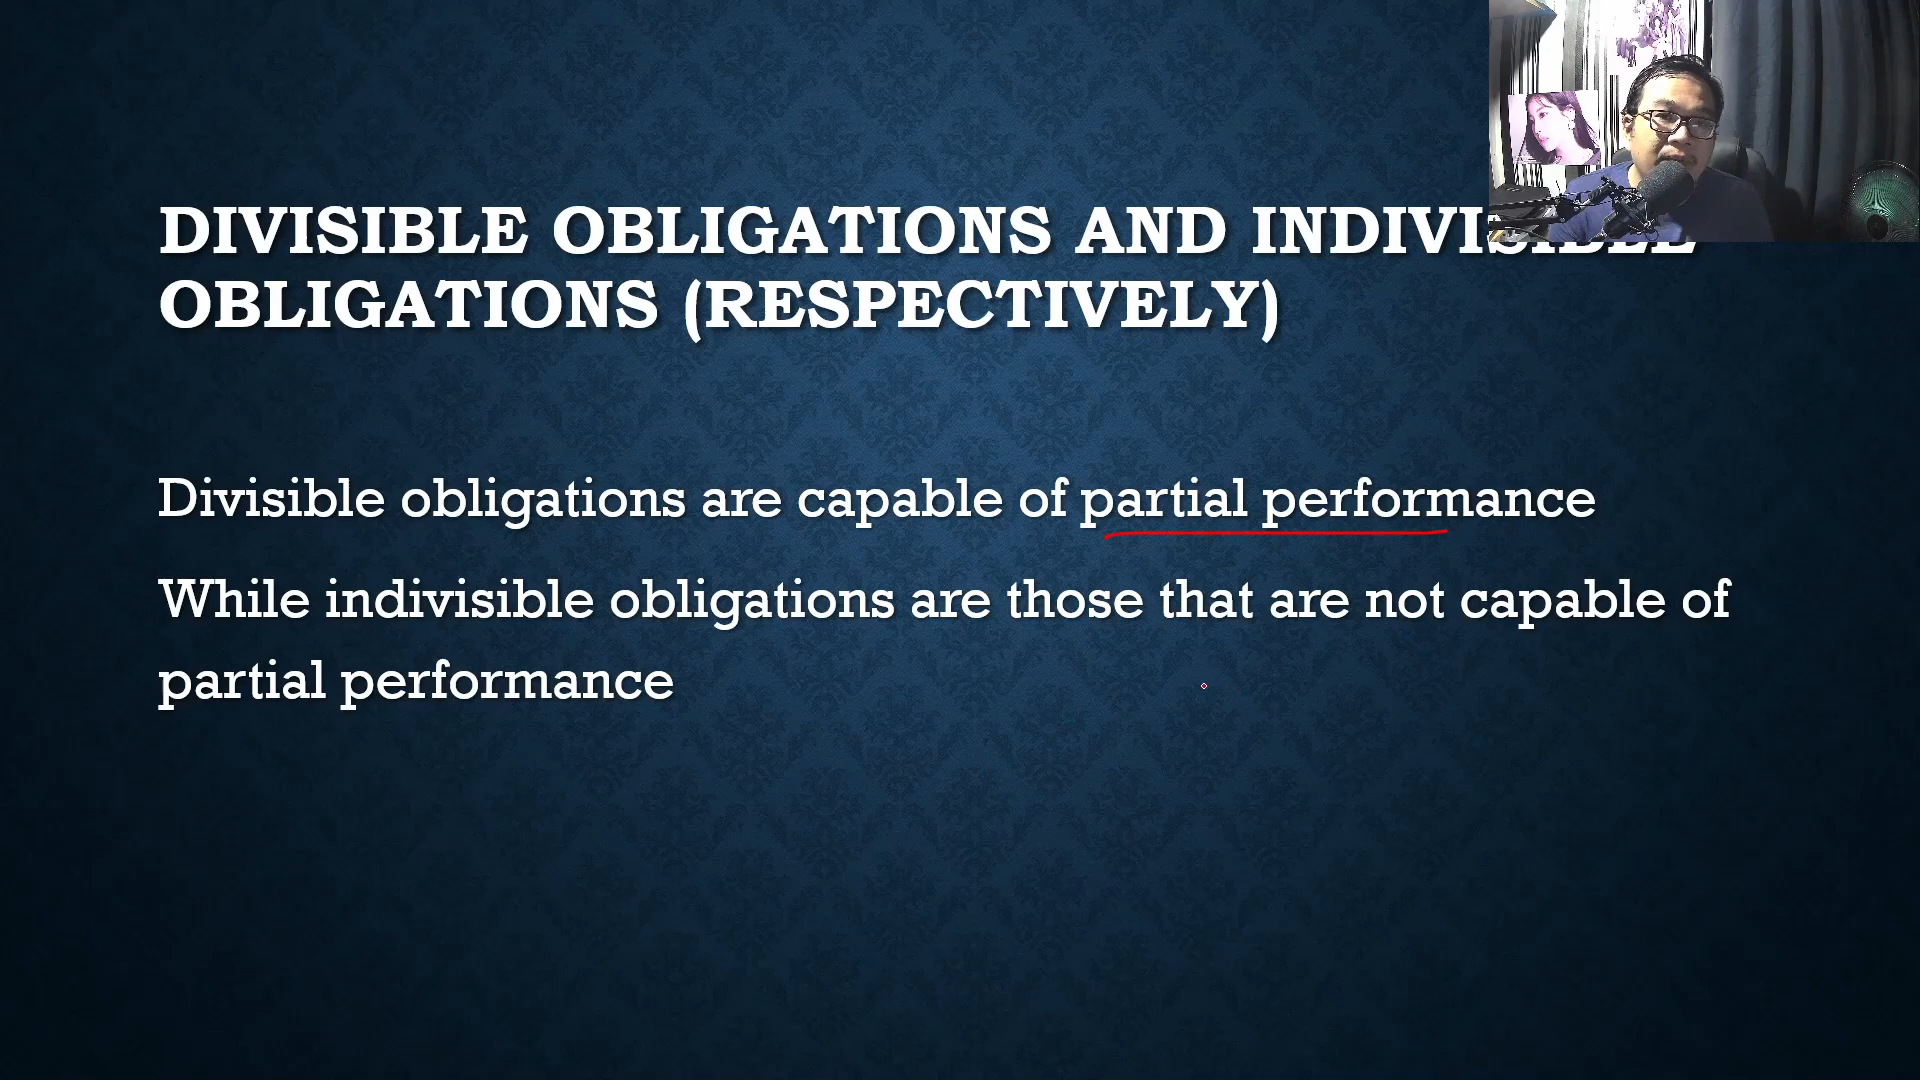 DIVISIBLE OBLIGATIONS AND INDIVISIBLE
OBLIGATIONS (RESPECTIVELY)
Divisible obligations are capable of partial performance
While indivisible obligations are those that are not capable of
partial performance